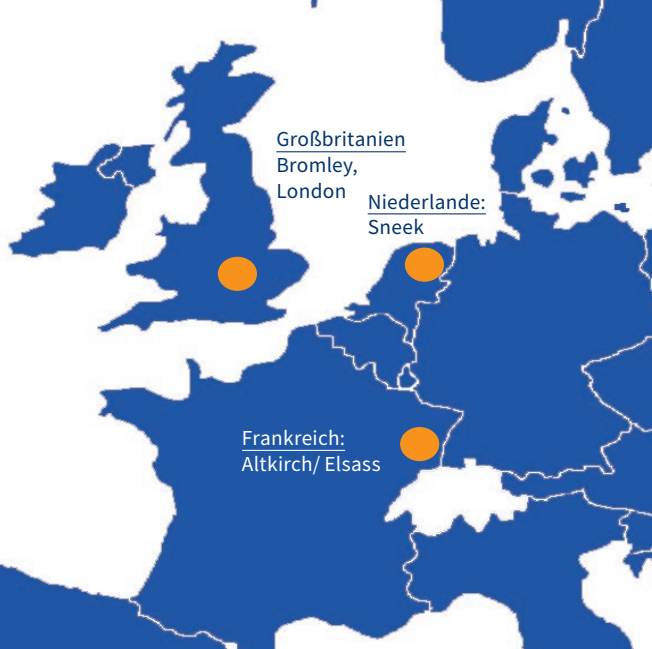 Großbritanien
Bromley,
London
Niederlande:
Sneek
Frankreich:
Altkirch/ Elsass